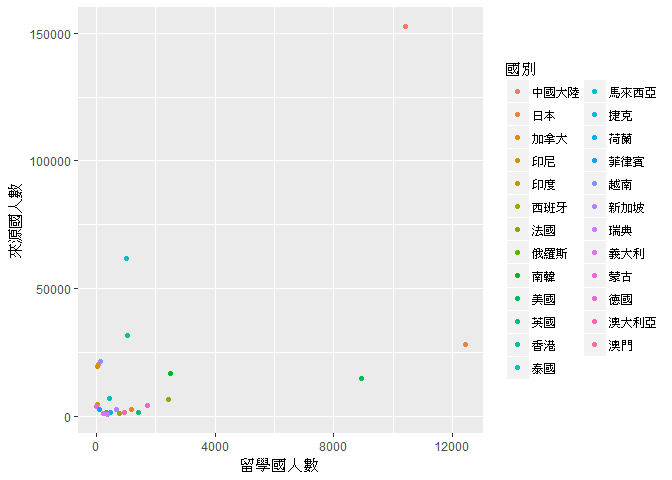 150000
100000
50000
0
來源國人數
0
4000
8000
12000
留學國人數
國別
中國大陸
日本
加拿大
印尼
印度
西班牙
法國
俄羅斯
南韓
美國
英國
香港
泰國
馬來西亞
捷克
荷蘭
菲律賓
越南
新加坡
瑞典
義大利
蒙古
德國
澳大利亞
澳門